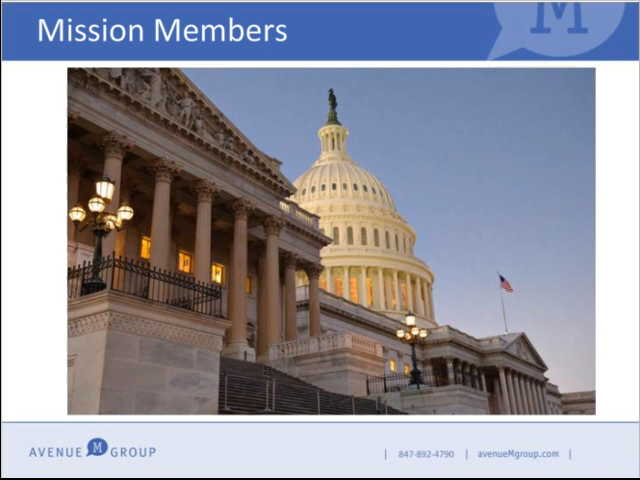 Mission Members
M
AVENUE M GROUP
| 847-892-4790 | avenueMgroup.com |